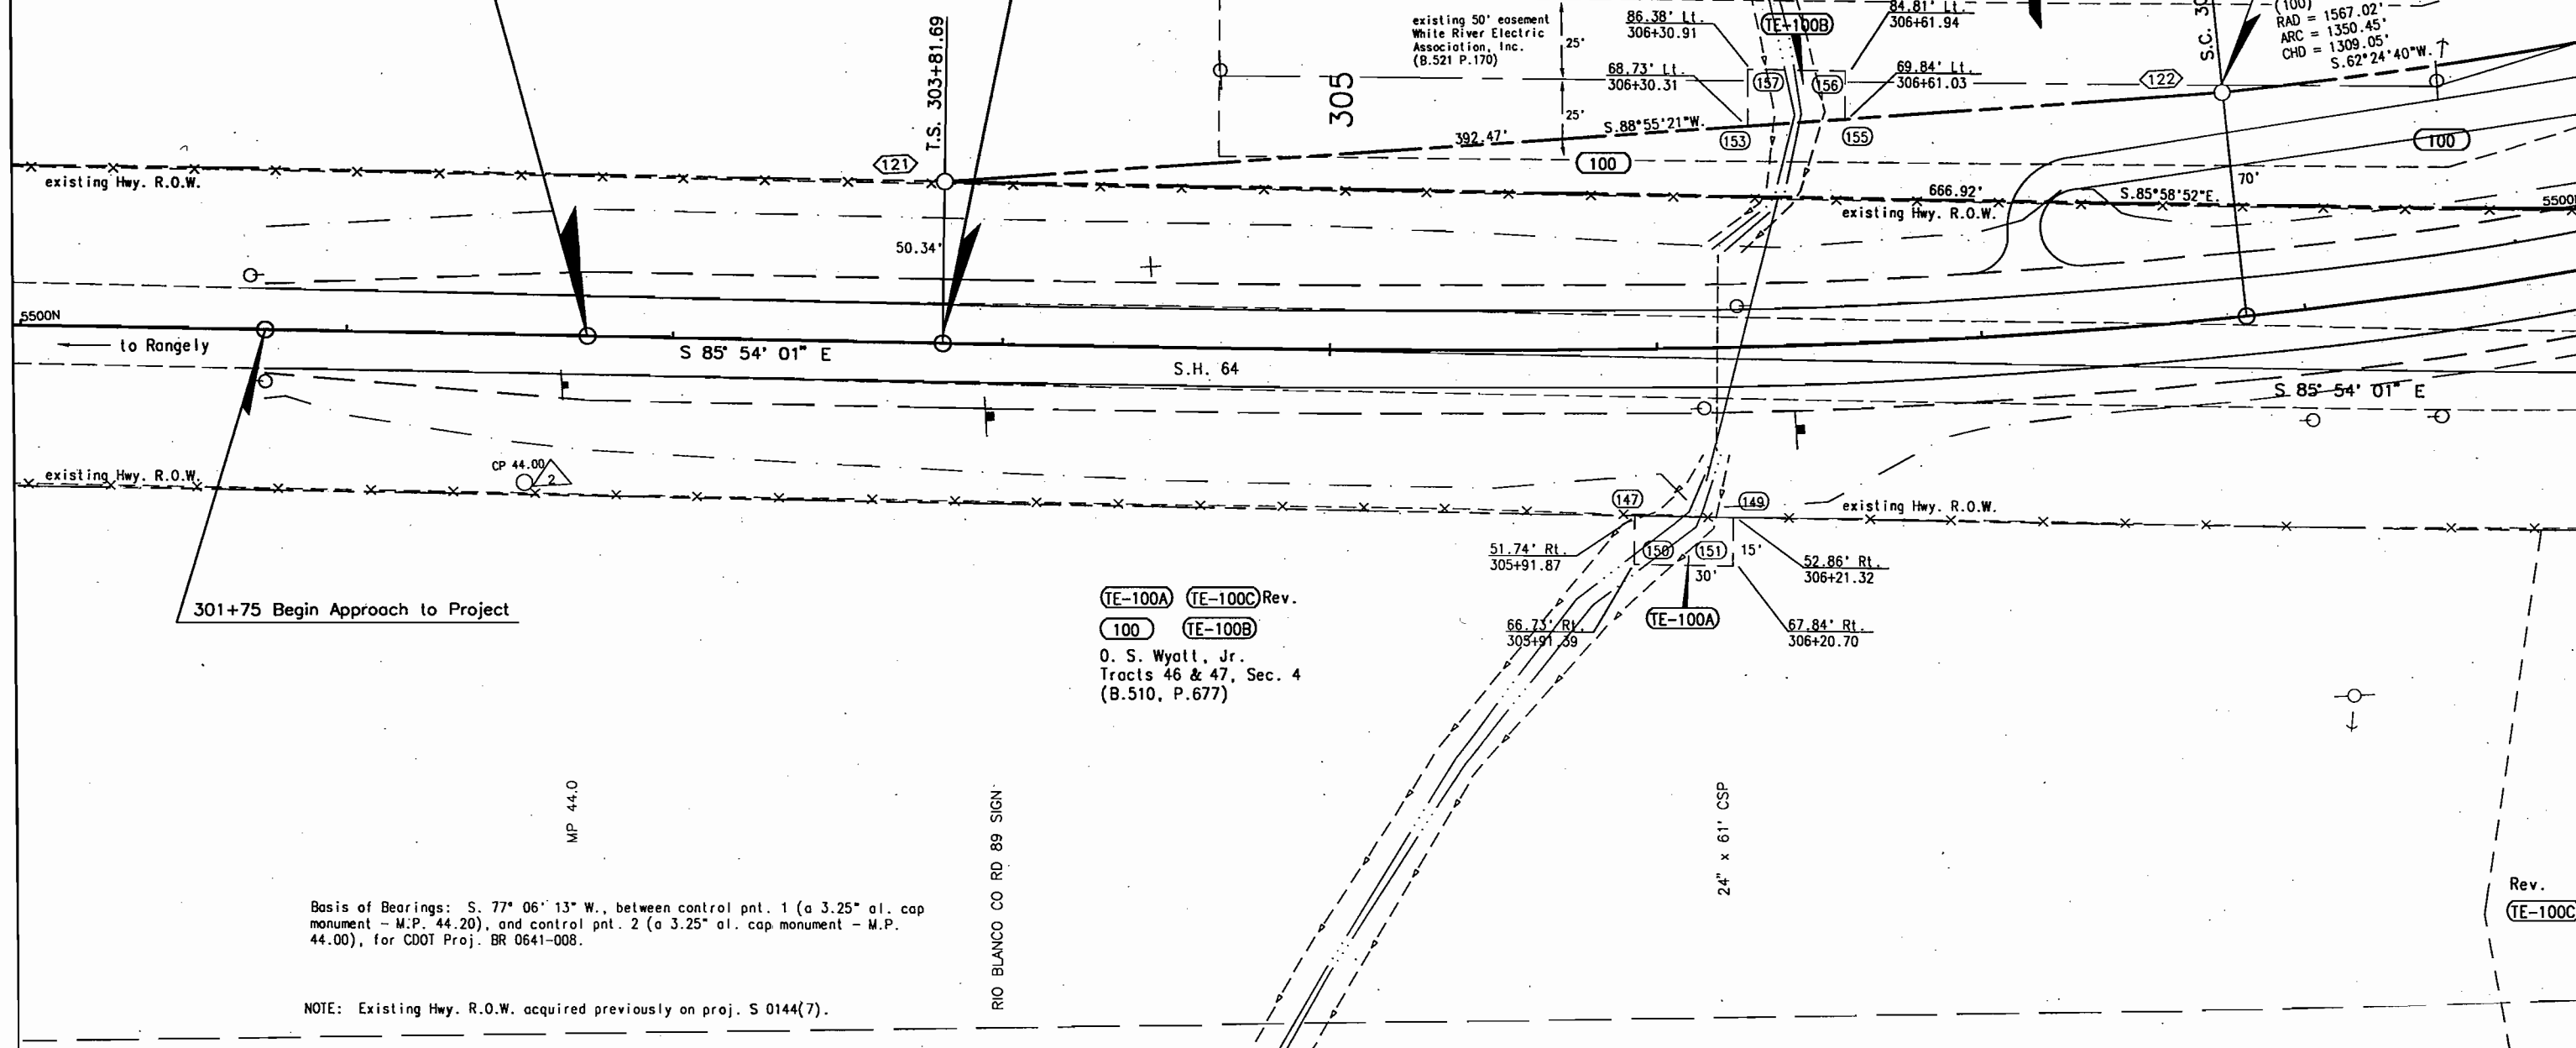 existing 50' easement
White River Electric
Association, Inc.
(B.521 P.170)
25'
25'
86.38' Lt.
306+30.91
TE-100B
84.81' Lt.
306+61.94
(100)
RAD = 1567.02'
ARC = 1350.45'
CHD = 1309.05'
S.62°24'40"W.
S.C. 30
T.S. 303+81.69
305
68.73' Lt.
306+30.31
157
156
69.84' Lt.
306+61.03
122
392.47'
S.88°55'21"W.
153
155
100
100
121
existing Hwy. R.O.W.
666.92'
existing Hwy. R.O.W.
S.85°58'52"E.
70'
5500N
50.34'
5500N
to Rangely
S 85° 54' 01" E
S.H. 64
S 85° 54' 01" E
existing Hwy. R.O.W.
CP 44.00
2
147
149
existing Hwy. R.O.W.
51.74' Rt.
305+91.87
150
151
15'
30'
52.86' Rt.
306+21.32
66.73' Rt.
305+91.39
TE-100A
67.84' Rt.
306+20.70
301+75 Begin Approach to Project
TE-100A TE-100C Rev.
100 TE-100B
O. S. Wyatt, Jr.
Tracts 46 & 47, Sec. 4
(B.510, P.677)
MP 44.0
RIO BLANCO CO RD 89 SIGN
24" x 61' CSP
Rev.
TE-100C
Basis of Bearings: S. 77° 06' 13" W., between control pnt. 1 (a 3.25" al. cap
monument - M.P. 44.20), and control pnt. 2 (a 3.25" al. cap monument - M.P.
44.00), for CDOT Proj. BR 0641-008.
NOTE: Existing Hwy. R.O.W. acquired previously on proj. S 0144(7).